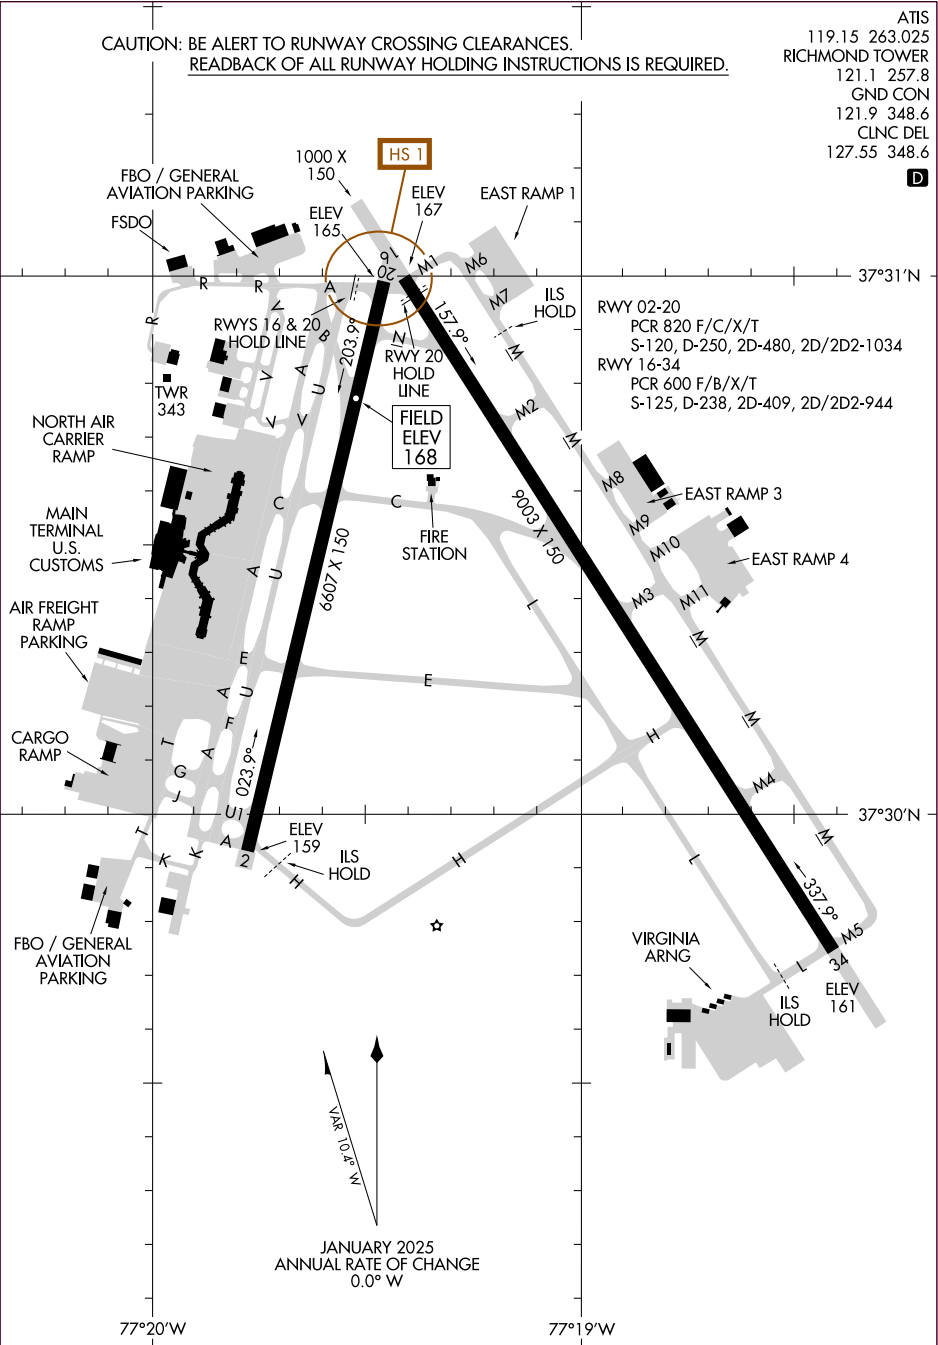 CAUTION: BE ALERT TO RUNWAY CROSSING CLEARANCES.
READBACK OF ALL RUNWAY HOLDING INSTRUCTIONS IS REQUIRED.
ATIS
119.15 263.025
RICHMOND TOWER
121.1 257.8
GND CON
121.9 348.6
CLNC DEL
127.55 348.6
D
HS 1
1000 X
150
FBO / GENERAL
AVIATION PARKING
FSDO
ELEV
165
ELEV
167
EAST RAMP 1
16
20
M1
M6
M7
A
R
R
R
37°31'N
ILS
HOLD
RWYS 16 & 20
HOLD LINE
RWY 20
HOLD
LINE
203.9°
157.9°
N
V
B
V
A
U
V
V
M
RWY 02-20
PCR 820 F/C/X/T
S-120, D-250, 2D-480, 2D/2D2-1034
RWY 16-34
PCR 600 F/B/X/T
S-125, D-238, 2D-409, 2D/2D2-944
TWR
343
FIELD
ELEV
168
M2
M
NORTH AIR
CARRIER
RAMP
M8
EAST RAMP 3
C
C
9003 X 150
FIRE
STATION
M9
M10
EAST RAMP 4
MAIN
TERMINAL
U.S.
CUSTOMS
A
U
6607 X 150
L
M3
M11
AIR FREIGHT
RAMP
PARKING
M
E
E
A
U
F
M
H
CARGO
RAMP
T
A
G
J
023.9°
M4
U1
37°30'N
T
K
K
A
2
ELEV
159
ILS
HOLD
H
H
L
M
337.9°
FBO / GENERAL
AVIATION
PARKING
VIRGINIA
ARNG
M5
34
L
ILS
HOLD
ELEV
161
VAR 10.4° W
JANUARY 2025
ANNUAL RATE OF CHANGE
0.0° W
77°20'W
77°19'W